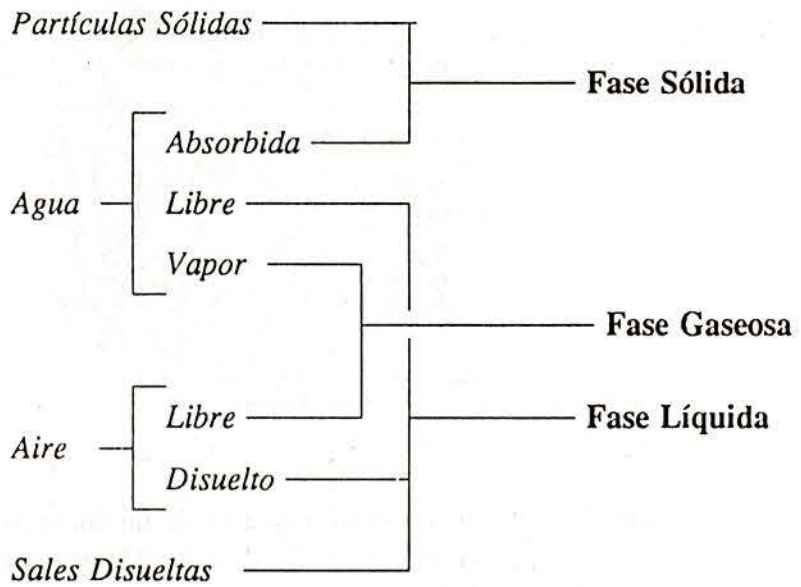 Partículas Sólidas
Fase Sólida
Absorbida
Agua
Libre
Vapor
Fase Gaseosa
Libre
Fase Líquida
Aire
Disuelto
Sales Disueltas